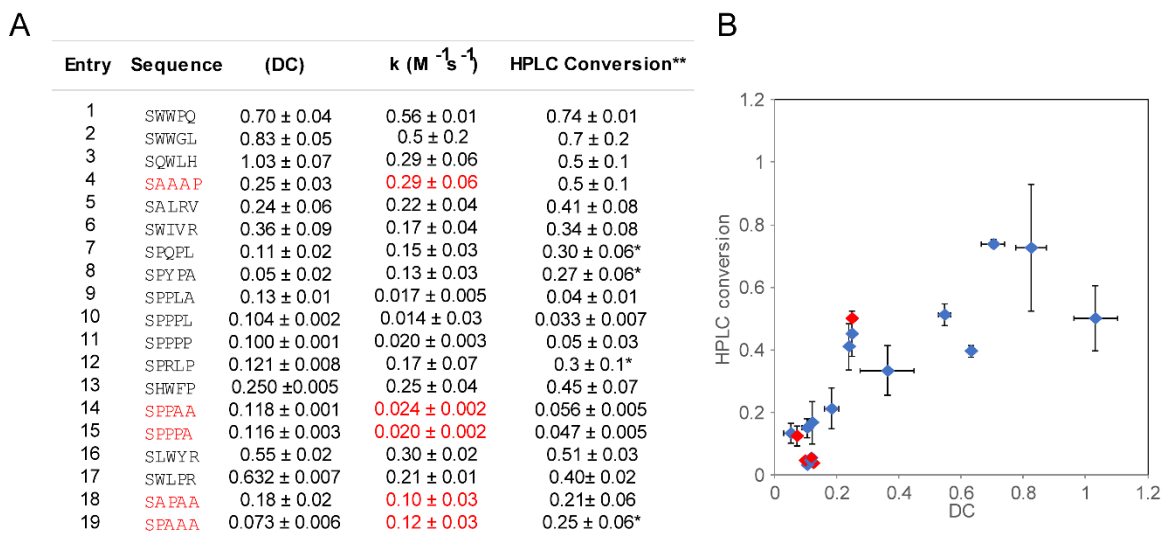 A
Entry Sequence (DC) k (M⁻¹s⁻¹) HPLC Conversion**
1 SWWPQ 0.70 ± 0.04 0.56 ± 0.01 0.74 ± 0.01
2 SWWGL 0.83 ± 0.05 0.5 ± 0.2 0.7 ± 0.2
3 SQWLH 1.03 ± 0.07 0.29 ± 0.06 0.5 ± 0.1
4 SAAAP 0.25 ± 0.03 0.29 ± 0.06 0.5 ± 0.1
5 SALRV 0.24 ± 0.06 0.22 ± 0.04 0.41 ± 0.08
6 SWIVR 0.36 ± 0.09 0.17 ± 0.04 0.34 ± 0.08
7 SPQPL 0.11 ± 0.02 0.15 ± 0.03 0.30 ± 0.06*
8 SPYPA 0.05 ± 0.02 0.13 ± 0.03 0.27 ± 0.06*
9 SPPLA 0.13 ± 0.01 0.017 ± 0.005 0.04 ± 0.01
10 SPPPL 0.104 ± 0.002 0.014 ± 0.03 0.033 ± 0.007
11 SPPPP 0.100 ± 0.001 0.020 ± 0.003 0.05 ± 0.03
12 SPRLP 0.121 ± 0.008 0.17 ± 0.07 0.3 ± 0.1*
13 SHWFP 0.250 ±0.005 0.25 ± 0.04 0.45 ± 0.07
14 SPPAA 0.118 ± 0.001 0.024 ± 0.002 0.056 ± 0.005
15 SPPPA 0.116 ± 0.003 0.020 ± 0.002 0.047 ± 0.005
16 SLWYR 0.55 ± 0.02 0.30 ± 0.02 0.51 ± 0.03
17 SWLPR 0.632 ± 0.007 0.21 ± 0.01 0.40± 0.02
18 SAPAA 0.18 ± 0.02 0.10 ± 0.03 0.21± 0.06
19 SPAAA 0.073 ± 0.006 0.12 ± 0.03 0.25 ± 0.06*
B
1.2
1
0.8
0.6
0.4
0.2
0
HPLC conversion
0 0.2 0.4 0.6 0.8 1 1.2
DC